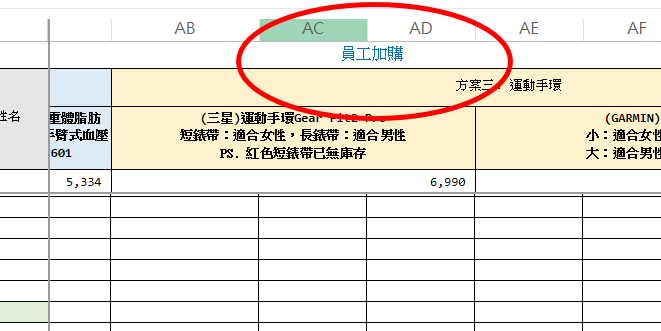 AB AC AD AE AF
員工加購
方案三：運動手環
姓名
重體脂肪
手臂式血壓
601
(三星)運動手環Gear Fit2 Pro
短錶帶：適合女性，長錶帶：適合男性
PS. 紅色短錶帶已無庫存
(GARMIN)
小：適合女性
大：適合男性
5,334 6,990